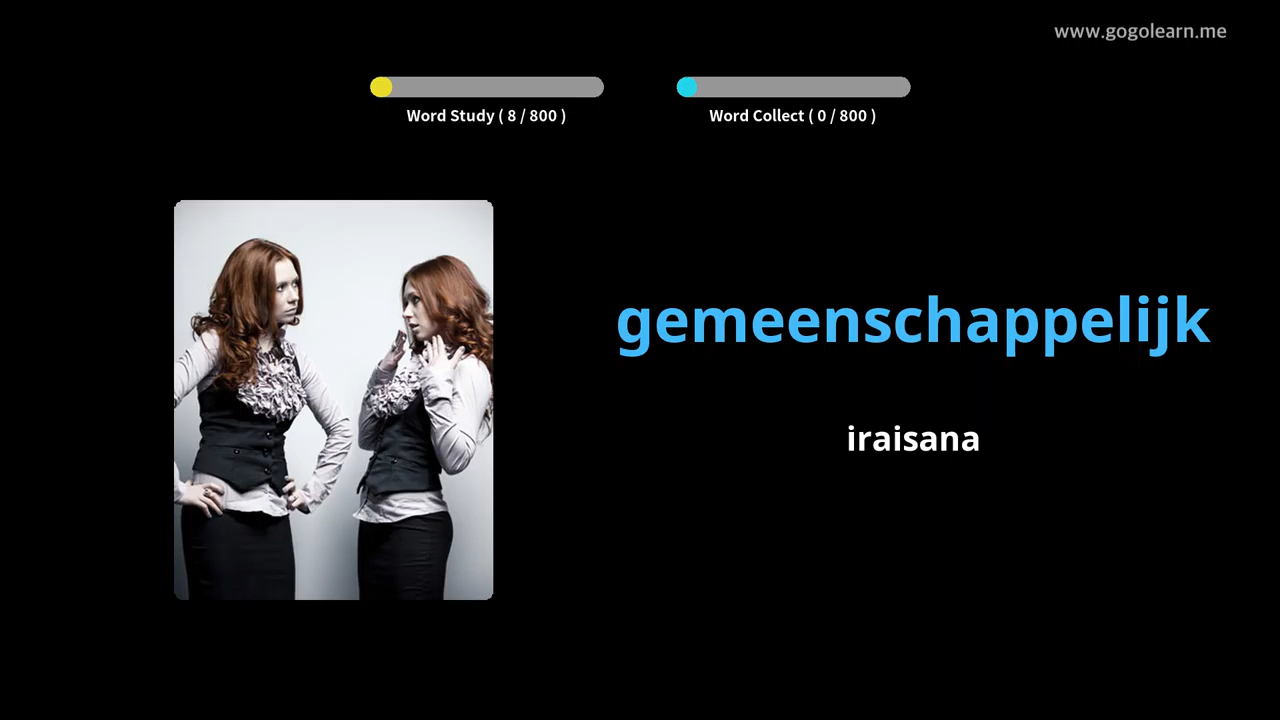 www.gogolearn.me
Word Study ( 8 / 800 )
Word Collect ( 0 / 800 )
gemeenschappelijk
iraisana